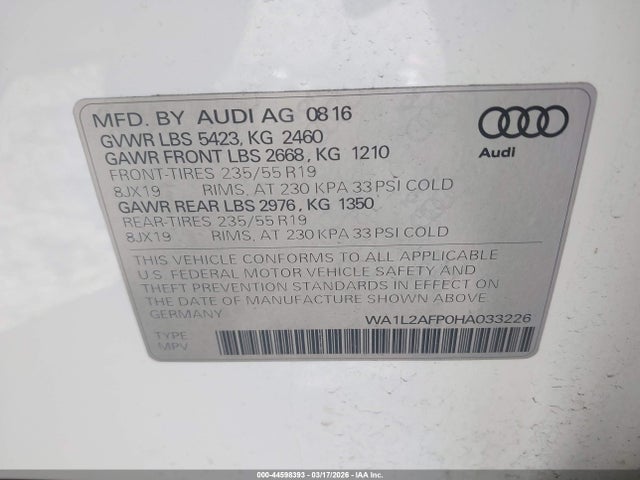 MFD. BY AUDI AG 0816
GVWR LBS 5423, KG 2460
GAWR FRONT LBS 2668, KG 1210
FRONT-TIRES 235/55 R19
8JX19 RIMS, AT 230 KPA 33 PSI COLD
GAWR REAR LBS 2976, KG 1350
REAR-TIRES 235/55 R19
8JX19 RIMS, AT 230 KPA 33 PSI COLD
Audi
THIS VEHICLE CONFORMS TO ALL APPLICABLE
U.S. FEDERAL MOTOR VEHICLE SAFETY AND
THEFT PREVENTION STANDARDS IN EFFECT ON
THE DATE OF MANUFACTURE SHOWN ABOVE.
GERMANY
WA1L2AFP0HA033226
TYPE
MPV
000-44598393 - 03/17/2026 - IAA, Inc.